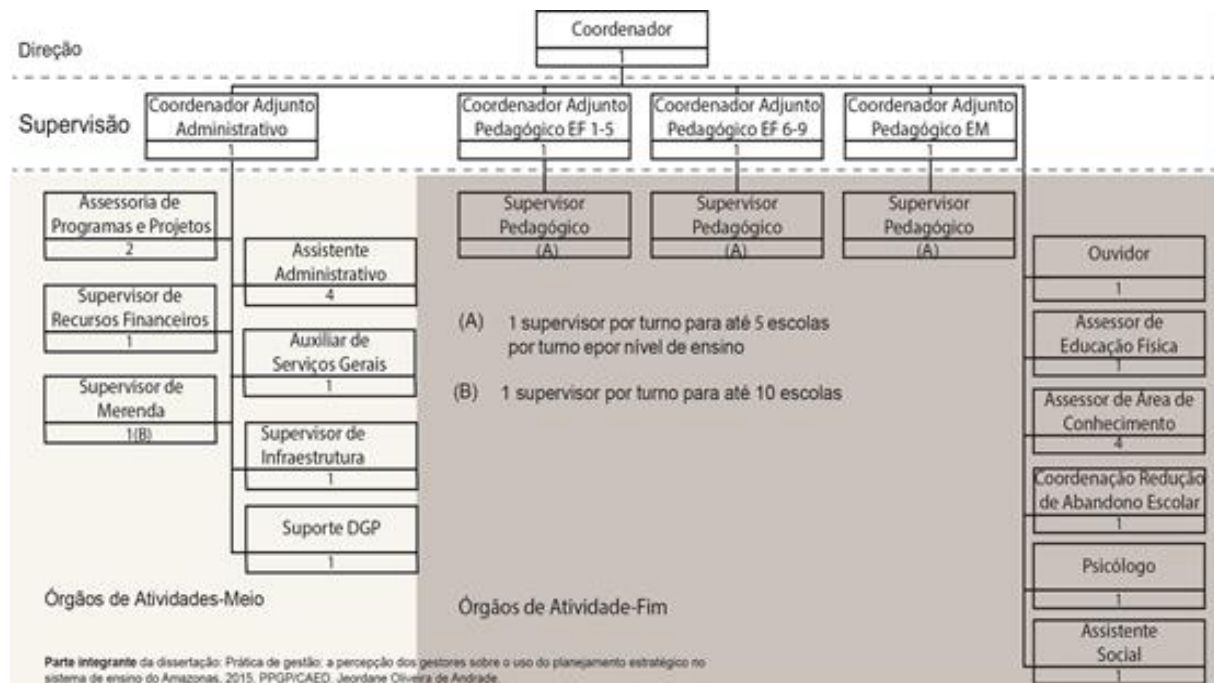 Direção
Coordenador
1
Supervisão
Coordenador Adjunto
Administrativo
1
Coordenador Adjunto
Pedagógico EF 1-5
1
Coordenador Adjunto
Pedagógico EF 6-9
1
Coordenador Adjunto
Pedagógico EM
1
Assessoria de
Programas e Projetos
2
Supervisor de
Recursos Financeiros
1
Supervisor de
Merenda
1(B)
Assistente
Administrativo
4
Auxiliar de
Serviços Gerais
1
Supervisor de
Infraestrutura
1
Suporte DGP
1
Órgãos de Atividades-Meio
Supervisor
Pedagógico
(A)
Supervisor
Pedagógico
(A)
Supervisor
Pedagógico
(A)
(A) 1 supervisor por turno para até 5 escolas
por turno epor nível de ensino
(B) 1 supervisor por turno para até 10 escolas
Órgãos de Atividade-Fim
Ouvidor
1
Assessor de
Educação Física
1
Assessor de Área de
Conhecimento
4
Coordenação Redução
de Abandono Escolar
1
Psicólogo
1
Assistente
Social
1
Parte integrante da dissertação: Prática de gestão: a percepção dos gestores sobre o uso do planejamento estratégico no
sistema de ensino do Amazonas, 2015. PPGP/CAED. Jeordane Oliveira de Andrade.